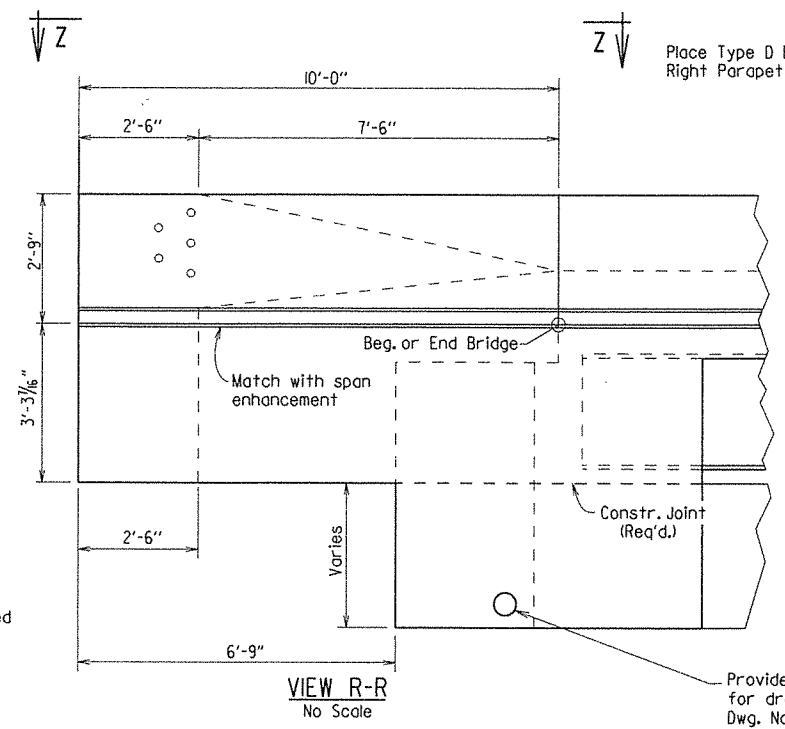 Z
Z
Place Type D
Right Parapet
10'-0"
2'-6"
7'-6"
2'-9"
Beg. or End Bridge
Match with span
enhancement
3'-3 7/16"
Constr. Joint
(Req'd.)
2'-6"
Varies
6'-9"
VIEW R-R
No Scale
Provide
for dr
Dwg. No